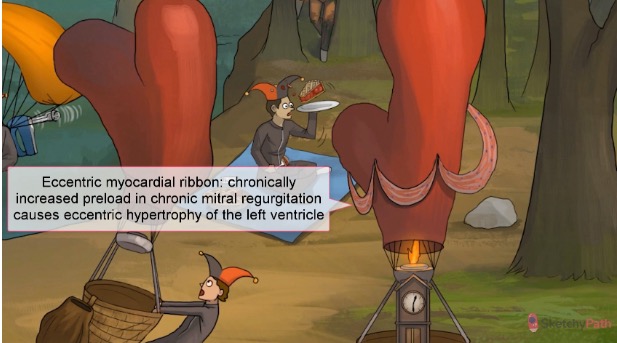 Eccentric myocardial ribbon: chronically
increased preload in chronic mitral regurgitation
causes eccentric hypertrophy of the left ventricle
SketchyPath